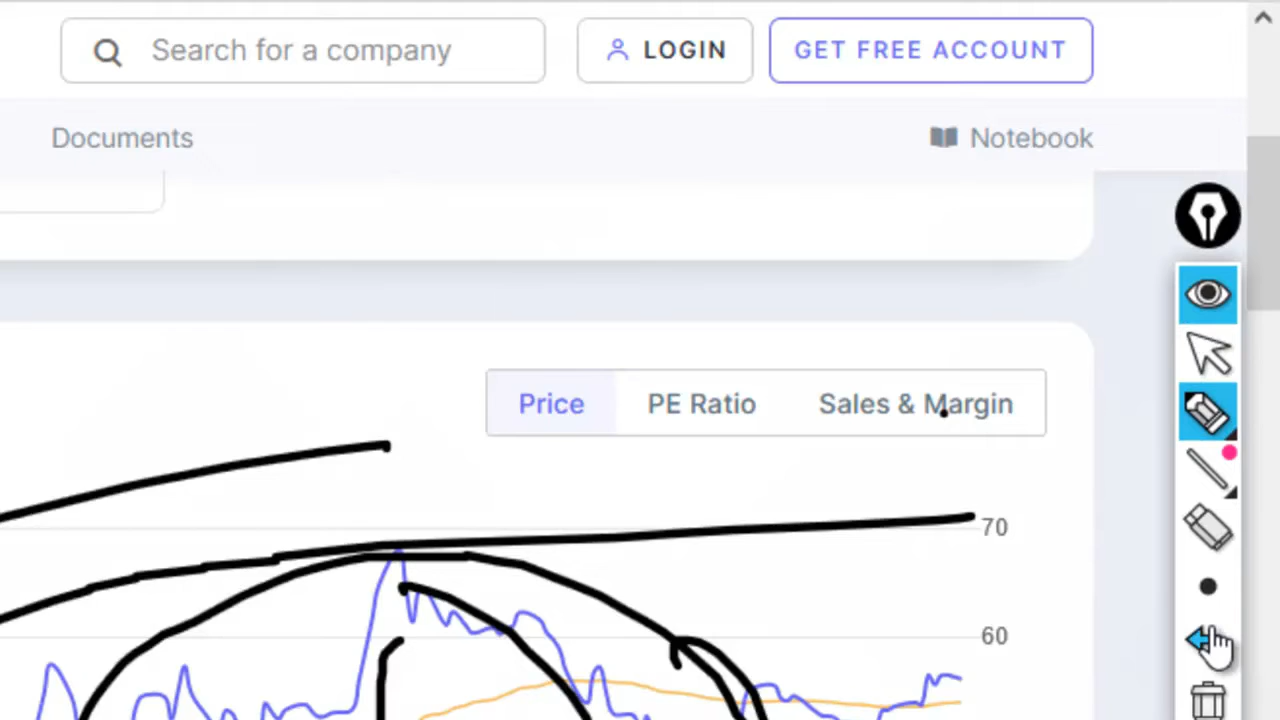 Search for a company LOGIN GET FREE ACCOUNT
Documents Notebook
Price PE Ratio Sales & Margin
70
60